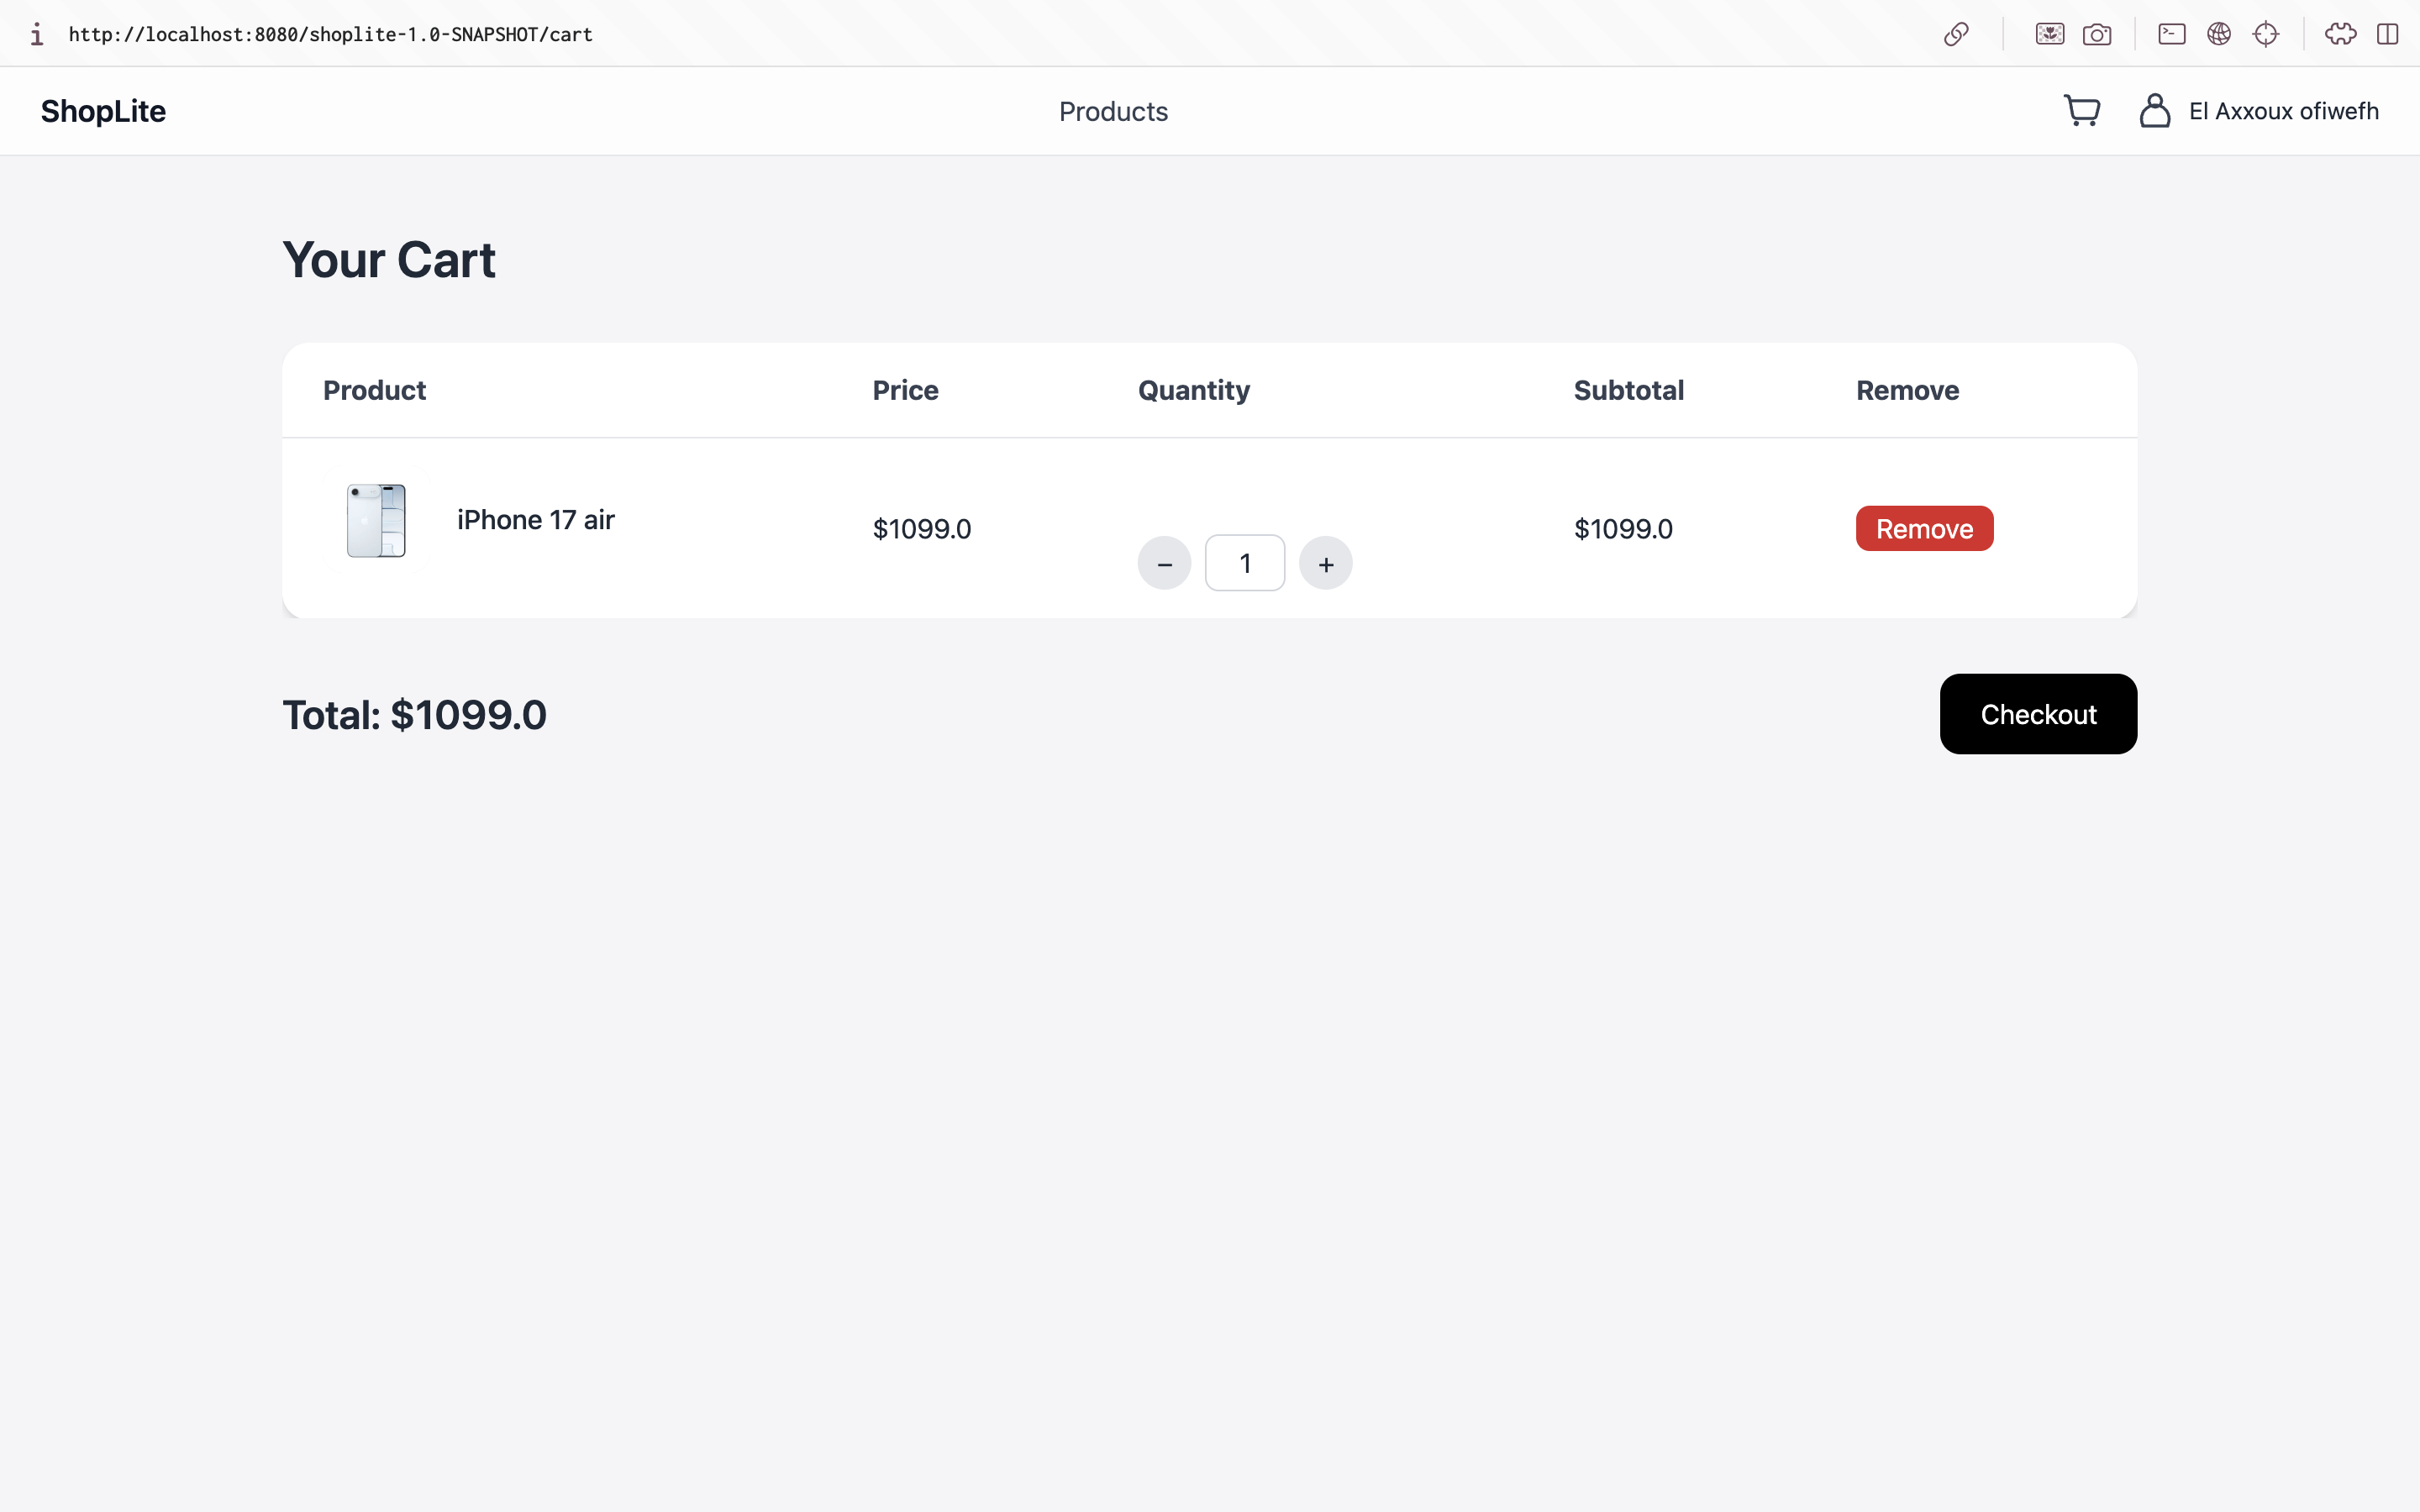 http://localhost:8080/shoplite-1.0-SNAPSHOT/cart
ShopLite Products El Axxoux ofiwefh
Your Cart
Product Price Quantity Subtotal Remove
iPhone 17 air $1099.0 − 1 + $1099.0 Remove
Total: $1099.0 Checkout